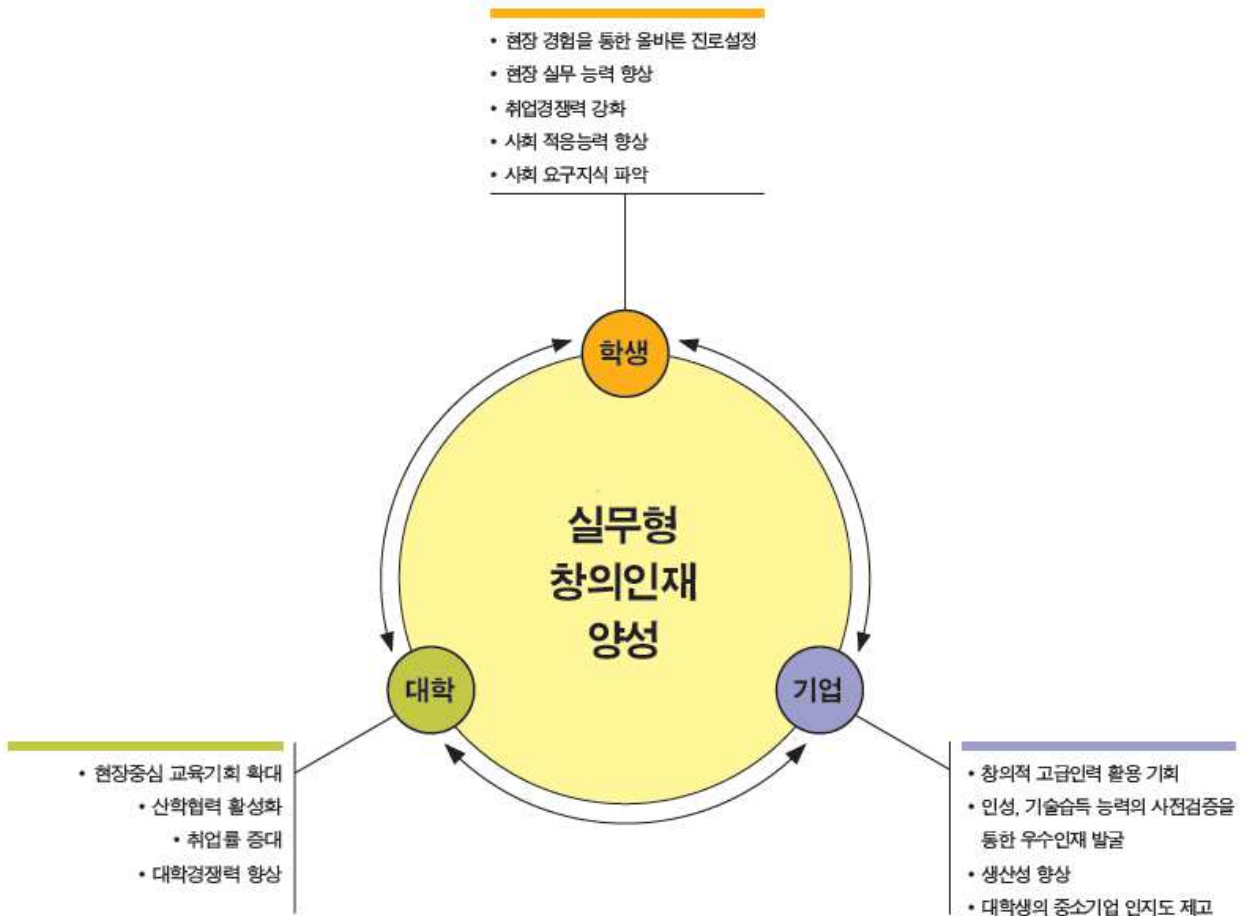 • 현장 경험을 통한 올바른 진로설정
• 현장 실무 능력 향상
• 취업경쟁력 강화
• 사회 적응능력 향상
• 사회 요구지식 파악
학생
실무형
창의인재
양성
대학
기업
• 현장중심 교육기회 확대
• 산학협력 활성화
• 취업률 증대
• 대학경쟁력 향상
• 창의적 고급인력 활용 기회
• 인성, 기술습득 능력의 사전검증을
통한 우수인재 발굴
• 생산성 향상
• 대학생의 중소기업 인지도 제고